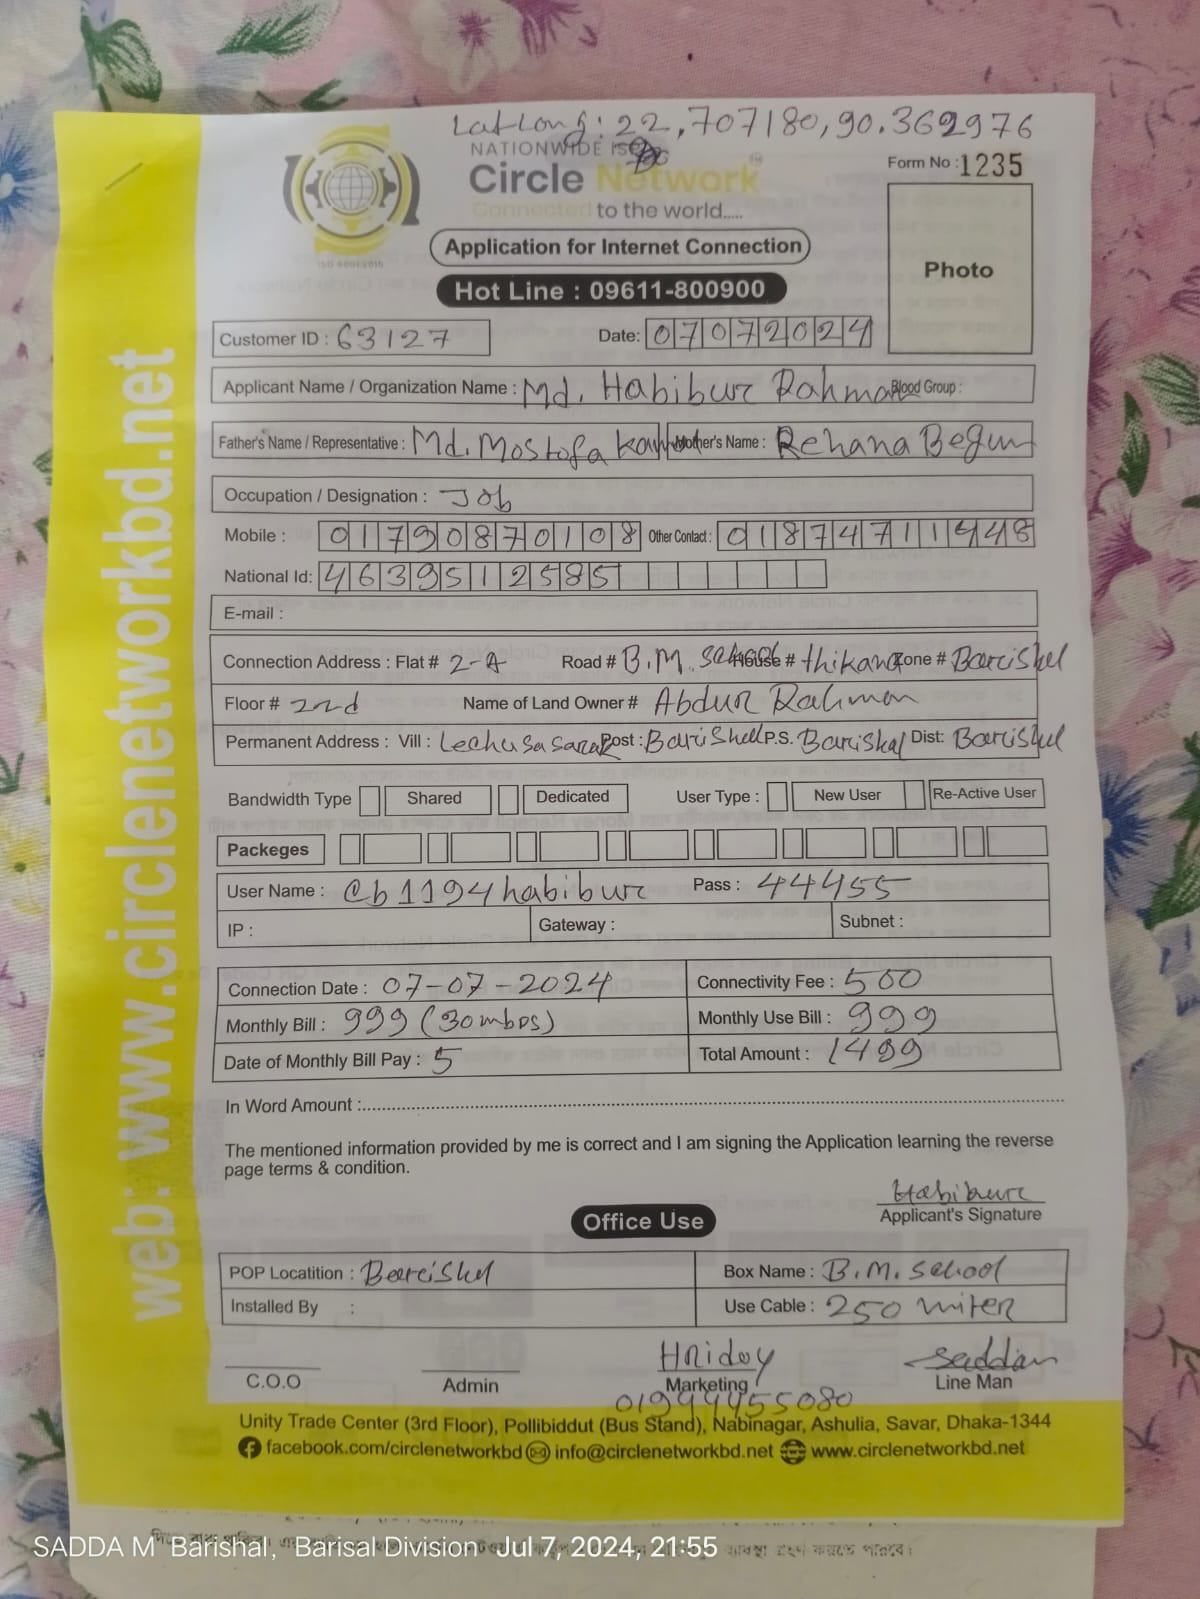 Lat Long: 22.707180, 90.362976
NATIONWIDE ISP
Circle Network
Connected to the world.....
ISO 9001:2015
Form No : 1235
Photo
Application for Internet Connection
Hot Line : 09611-800900
Customer ID : 63127 Date: 07072024
Applicant Name / Organization Name : Md. Habibur Rahman Blood Group :
Father's Name / Representative : Md. Mostofa Mother's Name : Rehana Begum
Occupation / Designation : Job
Mobile : 01790870108 Other Contact : 01874711448
National Id: 4639512585
E-mail :
Connection Address : Flat # 2-A Road # B.M. School House # thikana Zone # Barishal
Floor # 2nd Name of Land Owner # Abdur Rahman
Permanent Address : Vill : Post : Barishal P.S. Barishal Dist: Barishal
Bandwidth Type Shared Dedicated User Type : New User Re-Active User
Packeges
User Name : @b1194habibur Pass : 44455
IP : Gateway : Subnet :
Connection Date : 07-07-2024 Connectivity Fee : 500
Monthly Bill : 999 (30mbps) Monthly Use Bill : 999
Date of Monthly Bill Pay : 5 Total Amount : 1499
In Word Amount :
The mentioned information provided by me is correct and I am signing the Application learning the reverse
page terms & condition.
Habibur
Applicant's Signature
Office Use
POP Locatition : Barishal Box Name : B.M. School
Installed By : Use Cable : 250 miter
Hridoy Saddam
C.O.O Admin Marketing Line Man
01994455080
Unity Trade Center (3rd Floor), Pollibiddut (Bus Stand), Nabinagar, Ashulia, Savar, Dhaka-1344
facebook.com/circlenetworkbd info@circlenetworkbd.net www.circlenetworkbd.net
web: www.circlenetworkbd.net
SADDA M Barishal, Barisal Division Jul 7, 2024, 21:55